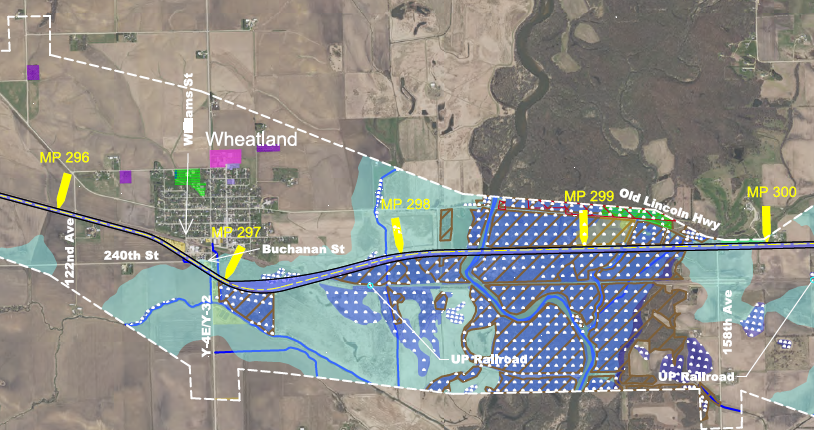 Williams St
Wheatland
MP 296
MP 298
MP 299
Old Lincoln Hwy
MP 300
MP 297
Buchanan St
240th St
122nd Ave
Y-4E/Y-32
158th Ave
UP Railroad
UP Railroad